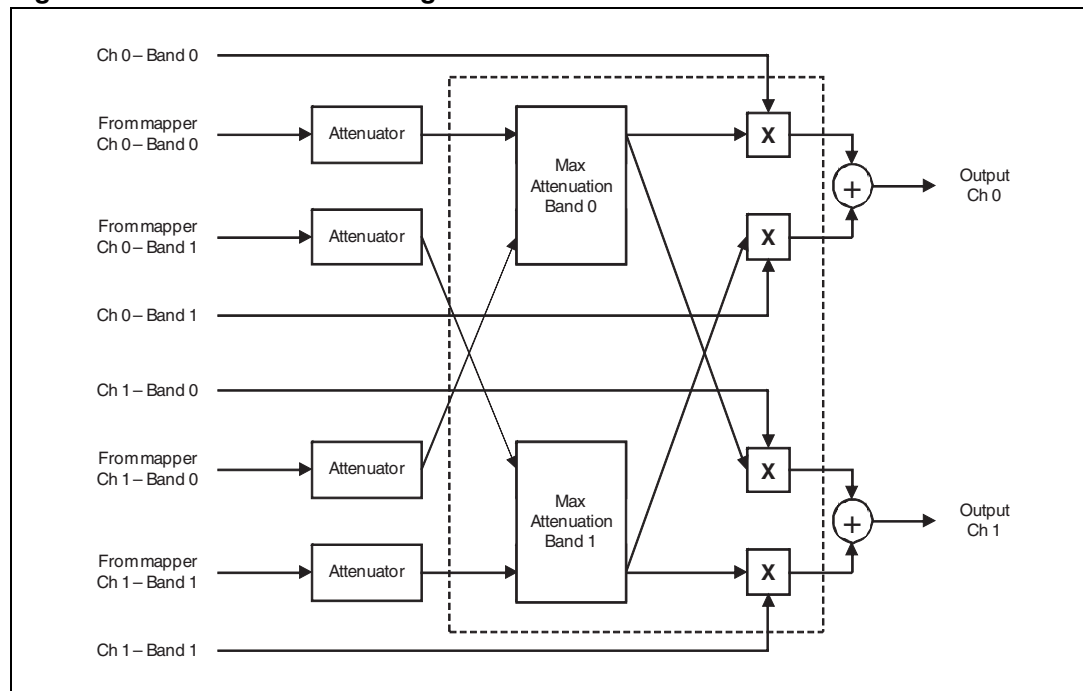 Ch 0 – Band 0
From mapper
Ch 0 – Band 0
Attenuator
Max
Attenuation
Band 0
X
From mapper
Ch 0 – Band 1
Attenuator
X
+
Output
Ch 0
Ch 0 – Band 1
Ch 1 – Band 0
From mapper
Ch 1 – Band 0
Attenuator
Max
Attenuation
Band 1
X
From mapper
Ch 1 – Band 1
Attenuator
X
+
Output
Ch 1
Ch 1 – Band 1